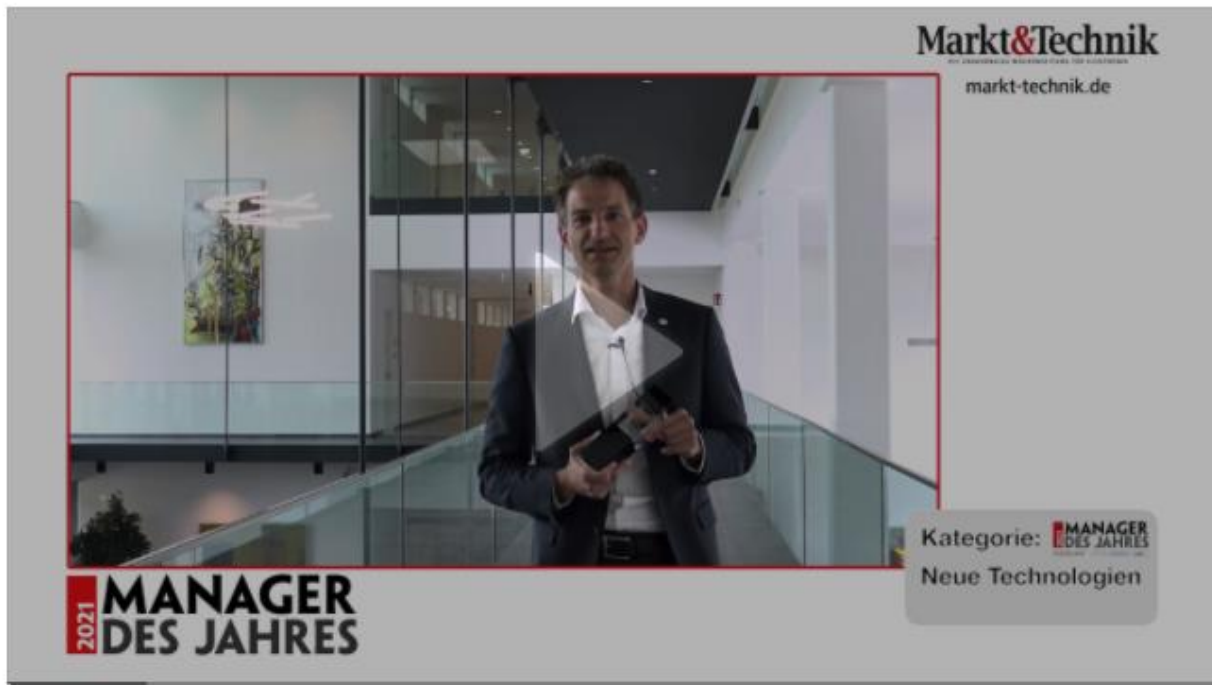 Markt&Technik
markt-technik.de
Kategorie: MANAGER
DES JAHRES
Neue Technologien
2021 MANAGER
DES JAHRES